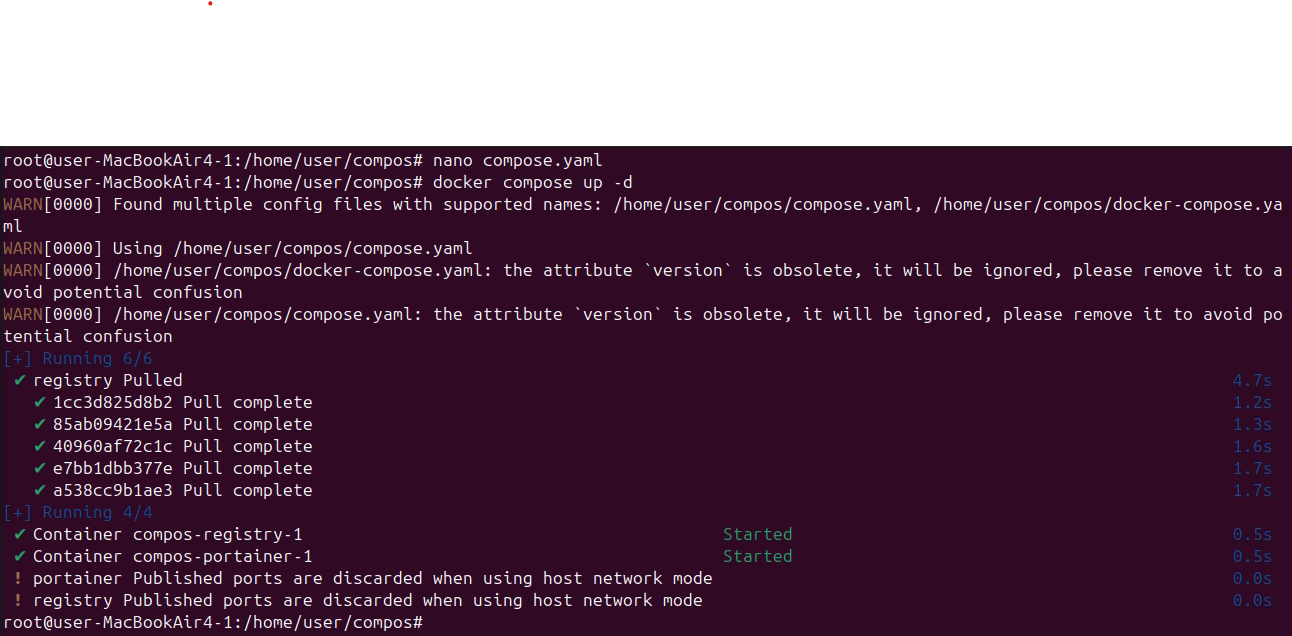 root@user-MacBookAir4-1:/home/user/compos# nano compose.yaml
root@user-MacBookAir4-1:/home/user/compos# docker compose up -d
WARN[0000] Found multiple config files with supported names: /home/user/compos/compose.yaml, /home/user/compos/docker-compose.ya
ml
WARN[0000] Using /home/user/compos/compose.yaml
WARN[0000] /home/user/compos/docker-compose.yaml: the attribute `version` is obsolete, it will be ignored, please remove it to a
void potential confusion
WARN[0000] /home/user/compos/compose.yaml: the attribute `version` is obsolete, it will be ignored, please remove it to avoid po
tential confusion
[+] Running 6/6
✔ registry Pulled 4.7s
✔ 1cc3d825d8b2 Pull complete 1.2s
✔ 85ab09421e5a Pull complete 1.3s
✔ 40960af72c1c Pull complete 1.6s
✔ e7bb1dbb377e Pull complete 1.7s
✔ a538cc9b1ae3 Pull complete 1.7s
[+] Running 4/4
✔ Container compos-registry-1 Started 0.5s
✔ Container compos-portainer-1 Started 0.5s
! portainer Published ports are discarded when using host network mode 0.0s
! registry Published ports are discarded when using host network mode 0.0s
root@user-MacBookAir4-1:/home/user/compos#